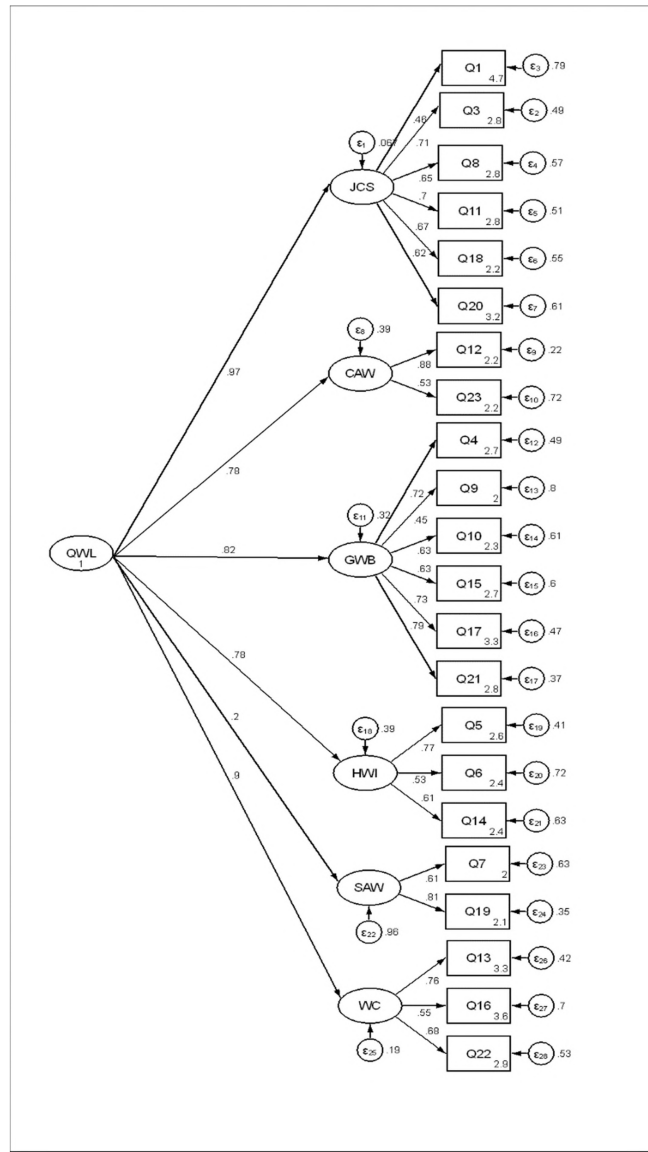 Q1 4.7 ε3 .79
Q3 2.8 ε2 .49
.46
ε1 .067 .71
Q8 2.8 ε4 .57
JCS .65
.7 Q11 2.8 ε5 .51
.67
Q18 2.2 ε6 .55
.62
Q20 3.2 ε7 .61
ε8 .39
Q12 2.2 ε9 .22
CAW .88
.97 .53
Q23 2.2 ε10 .72
Q4 2.7 ε12 .49
.78
.72 Q9 2 ε13 .8
ε11 .32 .45
Q10 2.3 ε14 .61
QWL 1 .82 GWB .63
.63 Q15 2.7 ε15 .6
.73
Q17 3.3 ε16 .47
.79
.78
Q21 2.8 ε17 .37
.2
ε18 .39 Q5 2.6 ε19 .41
.77
HWI .53 Q6 2.4 ε20 .72
.9
.61
Q14 2.4 ε21 .63
Q7 2 ε23 .63
SAW .61
.81
Q19 2.1 ε24 .35
ε22 .96
Q13 3.3 ε26 .42
.76
WC .55 Q16 3.6 ε27 .7
.68
ε25 .19 Q22 2.9 ε28 .53